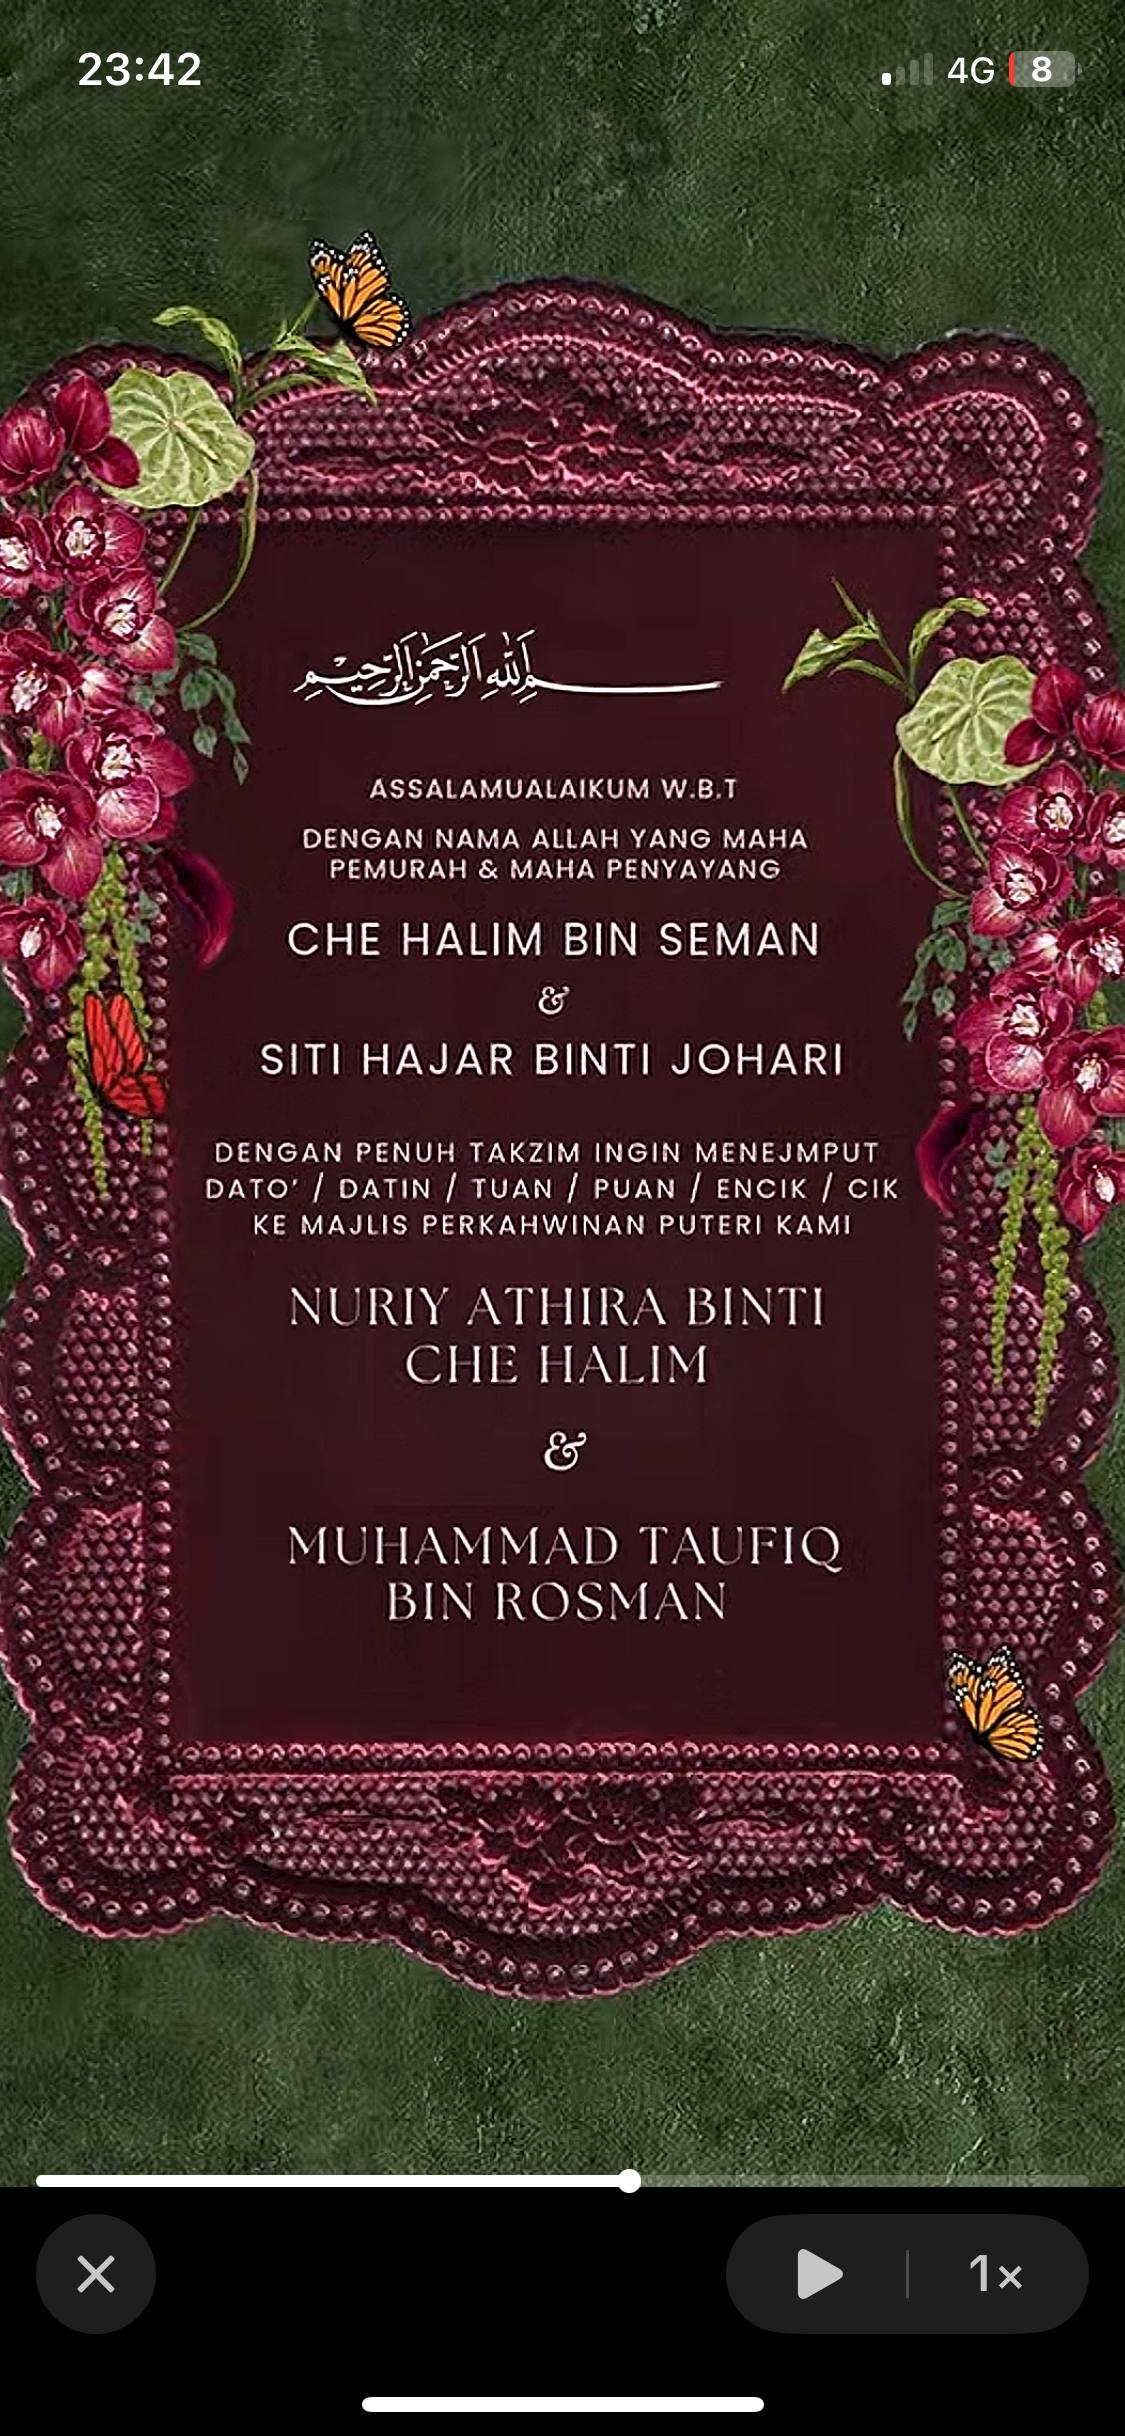 23:42
4G
8
بسم الله الرحمن الرحيم
ASSALAMUALAIKUM W.B.T
DENGAN NAMA ALLAH YANG MAHA
PEMURAH & MAHA PENYAYANG
CHE HALIM BIN SEMAN
&
SITI HAJAR BINTI JOHARI
DENGAN PENUH TAKZIM INGIN MENEJMPUT
DATO' / DATIN / TUAN / PUAN / ENCIK / CIK
KE MAJLIS PERKAHWINAN PUTERI KAMI
NURIY ATHIRA BINTI
CHE HALIM
&
MUHAMMAD TAUFIQ
BIN ROSMAN
1×